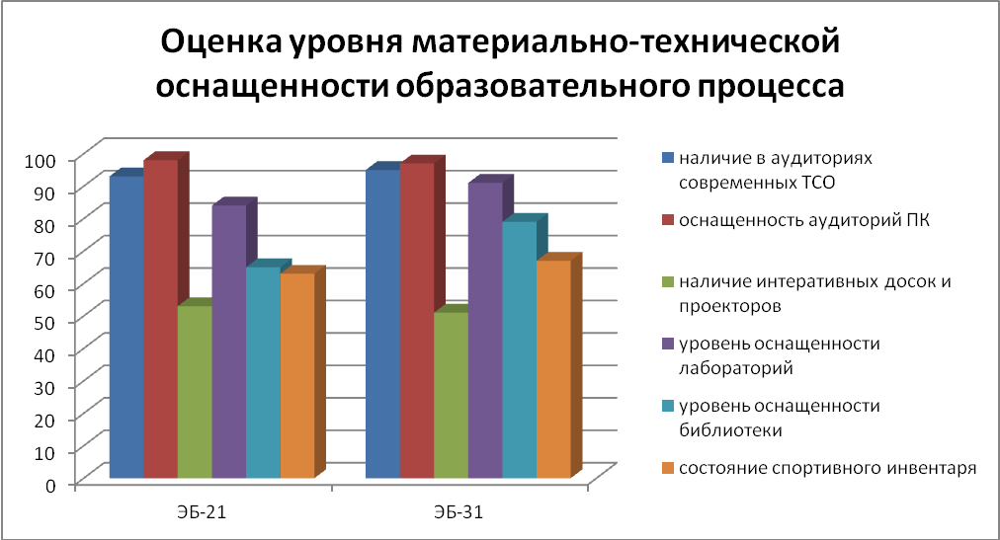 Оценка уровня материально-технической
оснащенности образовательного процесса
100
90
80
70
60
50
40
30
20
10
0
ЭБ-21
ЭБ-31
наличие в аудиториях
современных ТСО
оснащенность аудиторий ПК
наличие интеративных досок и
проекторов
уровень оснащенности
лабораторий
уровень оснащенности
библиотеки
состояние спортивного инвентаря